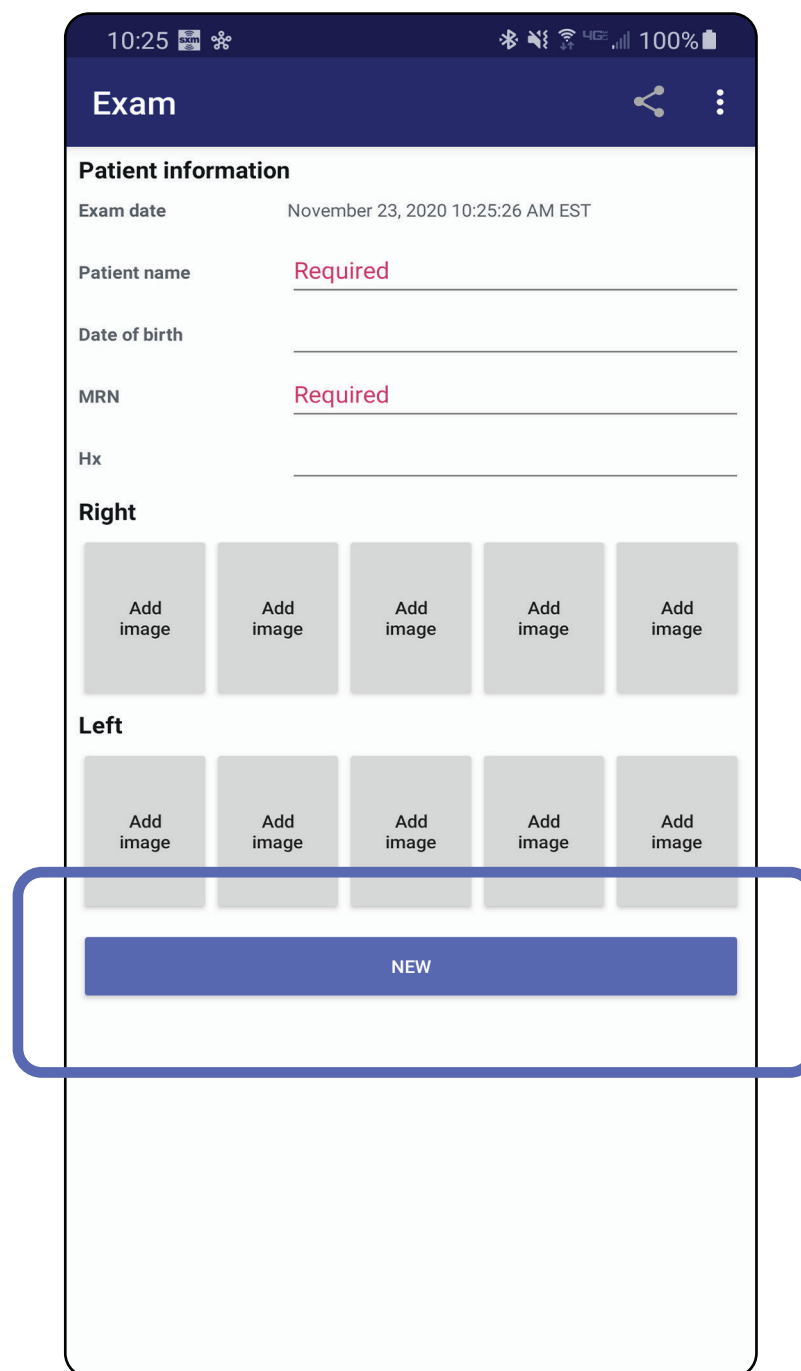 10:25 sxm 4GE 100%
Exam
Patient information
Exam date November 23, 2020 10:25:26 AM EST
Patient name Required
Date of birth
MRN Required
Hx
Right
Add image Add image Add image Add image Add image
Left
Add image Add image Add image Add image Add image
NEW